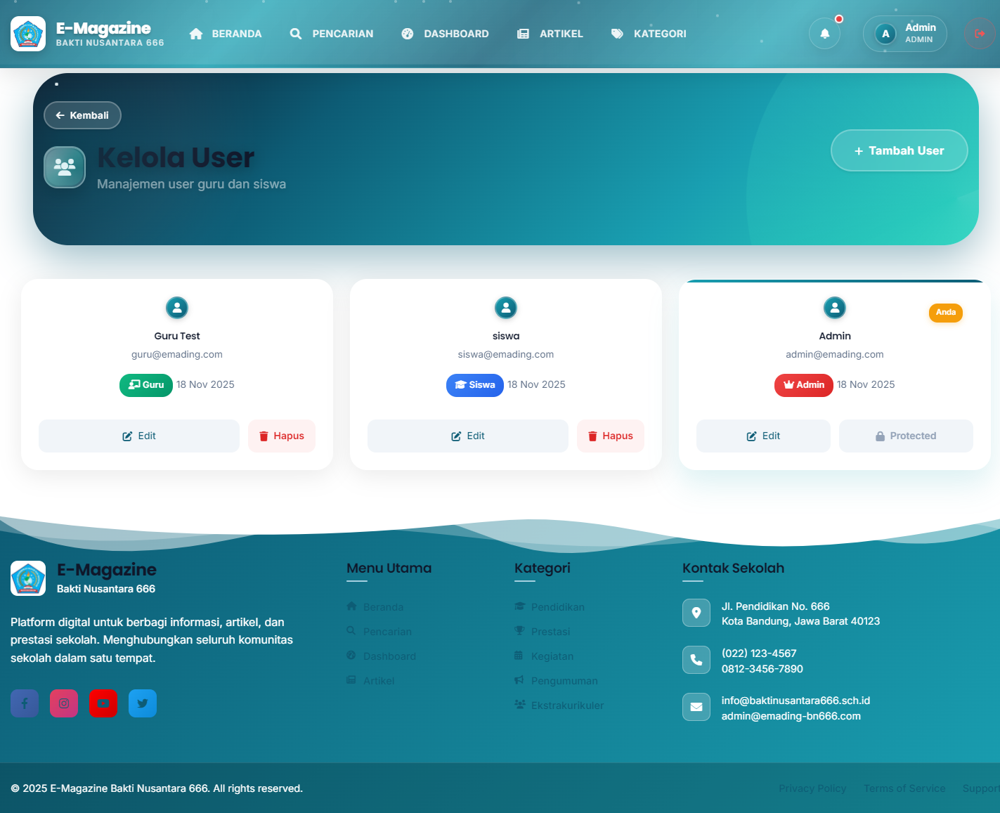 E-Magazine
BAKTI NUSANTARA 666
BERANDA
PENCARIAN
DASHBOARD
ARTIKEL
KATEGORI
A
Admin
ADMIN
Kembali
Kelola User
Manajemen user guru dan siswa
+ Tambah User
Guru Test
guru@emading.com
Guru 18 Nov 2025
Edit
Hapus
siswa
siswa@emading.com
Siswa 18 Nov 2025
Edit
Hapus
Anda
Admin
admin@emading.com
Admin 18 Nov 2025
Edit
Protected
E-Magazine
Bakti Nusantara 666
Platform digital untuk berbagi informasi, artikel, dan
prestasi sekolah. Menghubungkan seluruh komunitas
sekolah dalam satu tempat.
Menu Utama
Beranda
Pencarian
Dashboard
Artikel
Kategori
Pendidikan
Prestasi
Kegiatan
Pengumuman
Ekstrakurikuler
Kontak Sekolah
Jl. Pendidikan No. 666
Kota Bandung, Jawa Barat 40123
(022) 123-4567
0812-3456-7890
info@baktinusantara666.sch.id
admin@emading-bn666.com
© 2025 E-Magazine Bakti Nusantara 666. All rights reserved.
Privacy Policy
Terms of Service
Support